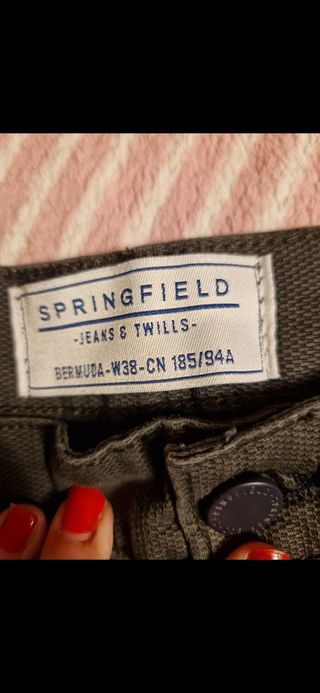 SPRINGFIELD
-JEANS & TWILLS-
BERMUDA-W38-CN 185/94A